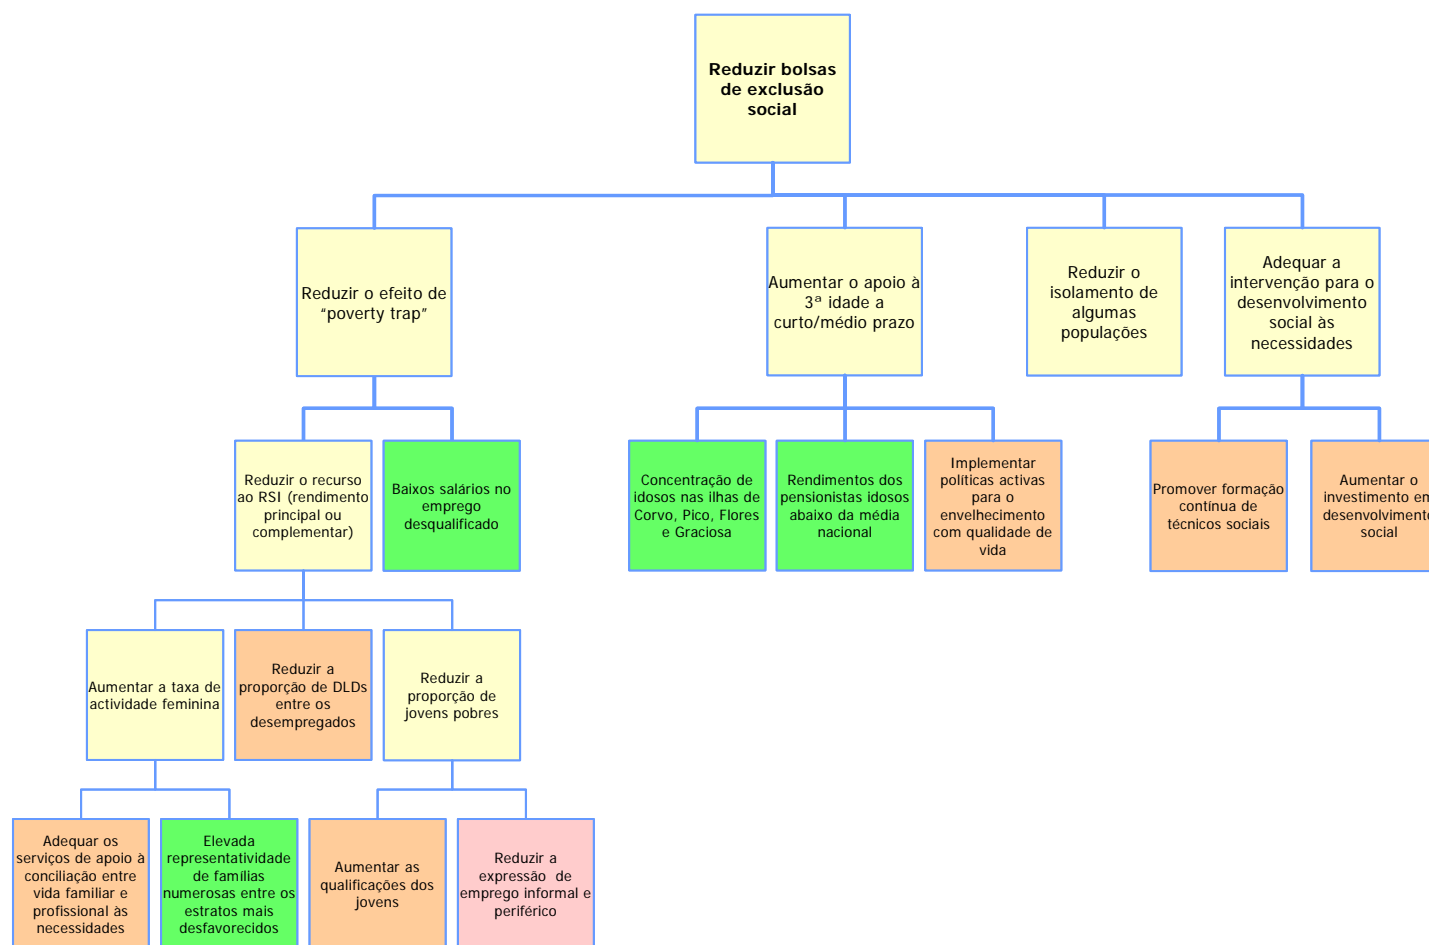 Reduzir bolsas
de exclusão
social
Reduzir o efeito de
“poverty trap”
Aumentar o apoio à
3ª idade a
curto/médio prazo
Reduzir o
isolamento de
algumas
populações
Adequar a
intervenção para o
desenvolvimento
social às
necessidades
Reduzir o recurso
ao RSI (rendimento
principal ou
complementar)
Baixos salários no
emprego
desqualificado
Concentração de
idosos nas ilhas de
Corvo, Pico, Flores
e Graciosa
Rendimentos dos
pensionistas idosos
abaixo da média
nacional
Implementar
políticas activas
para o
envelhecimento
com qualidade de
vida
Promover formação
contínua de
técnicos sociais
Aumentar o
investimento em
desenvolvimento
social
Aumentar a taxa de
actividade feminina
Reduzir a
proporção de DLDs
entre os
desempregados
Reduzir a
proporção de
jovens pobres
Adequar os
serviços de apoio à
conciliação entre
vida familiar e
profissional às
necessidades
Elevada
representatividade
de famílias
numerosas entre os
estratos mais
desfavorecidos
Aumentar as
qualificações dos
jovens
Reduzir a
expressão de
emprego informal e
periférico